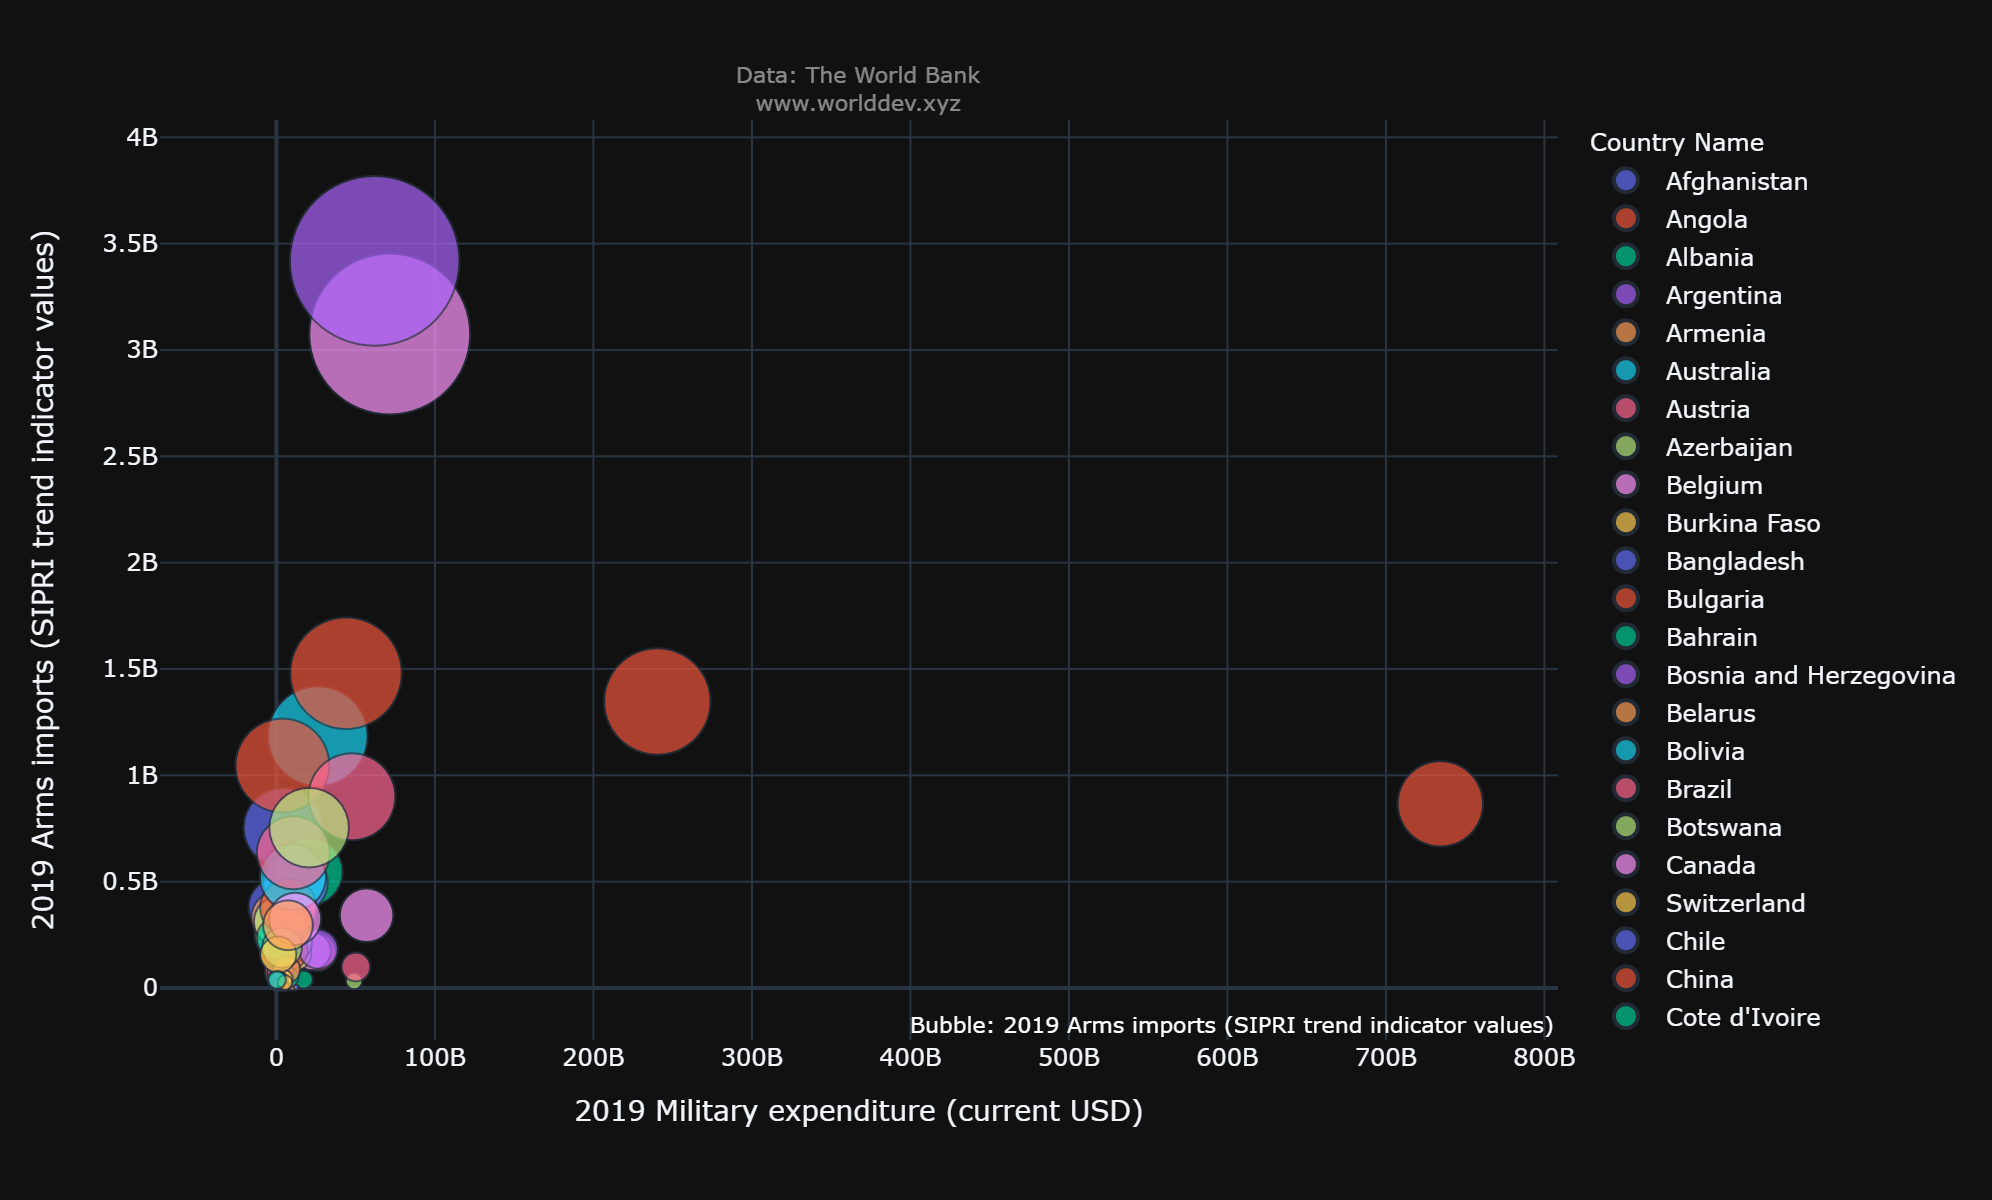 Data: The World Bank
www.worlddev.xyz
4B
3.5B
3B
2.5B
2B
1.5B
1B
0.5B
0
2019 Arms imports (SIPRI trend indicator values)
Bubble: 2019 Arms imports (SIPRI trend indicator values)
0 100B 200B 300B 400B 500B 600B 700B 800B
2019 Military expenditure (current USD)
Country Name
Afghanistan
Angola
Albania
Argentina
Armenia
Australia
Austria
Azerbaijan
Belgium
Burkina Faso
Bangladesh
Bulgaria
Bahrain
Bosnia and Herzegovina
Belarus
Bolivia
Brazil
Botswana
Canada
Switzerland
Chile
China
Cote d'Ivoire